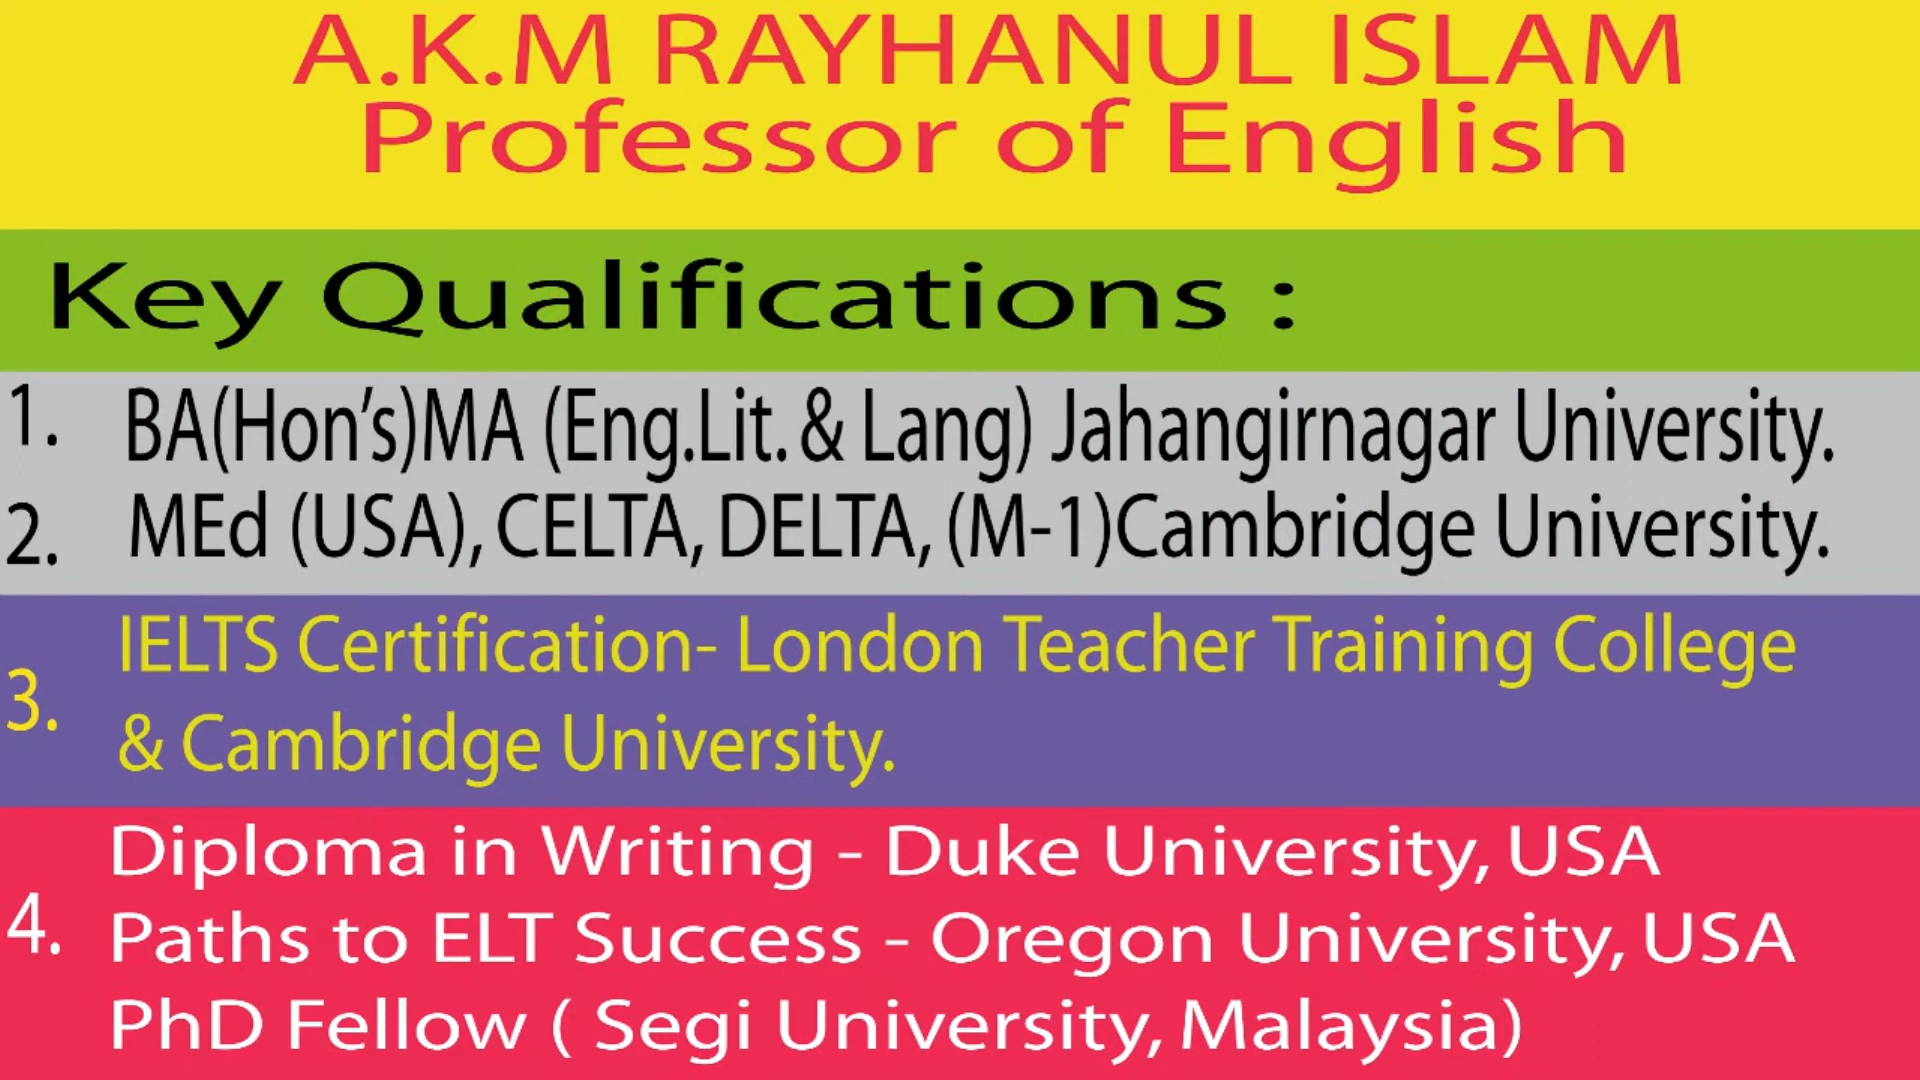 A.K.M RAYHANUL ISLAM
Professor of English
Key Qualifications :
1. BA(Hon’s)MA (Eng.Lit. & Lang) Jahangirnagar University.
2. MEd (USA), CELTA, DELTA, (M-1)Cambridge University.
3. IELTS Certification- London Teacher Training College
& Cambridge University.
4. Diploma in Writing - Duke University, USA
Paths to ELT Success - Oregon University, USA
PhD Fellow ( Segi University, Malaysia)